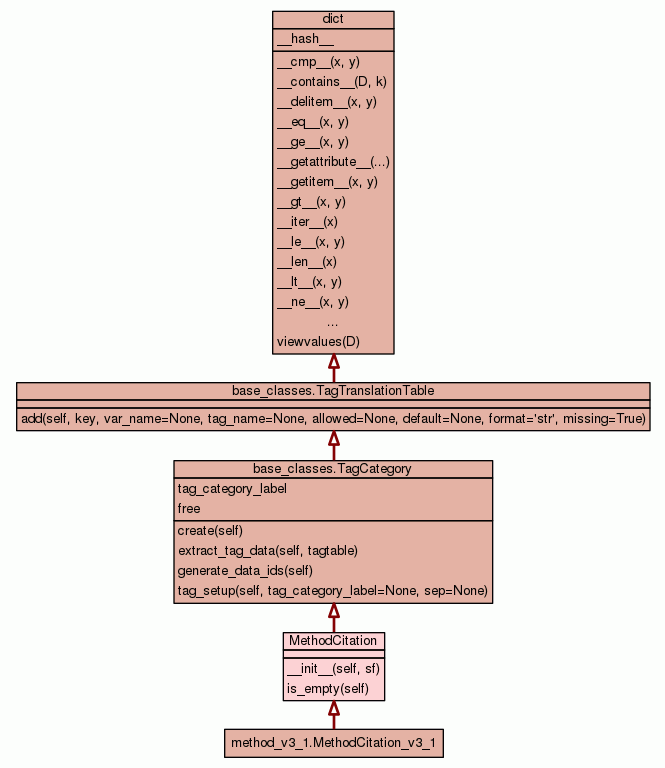 dict
__hash__
__cmp__(x, y)
__contains__(D, k)
__delitem__(x, y)
__eq__(x, y)
__ge__(x, y)
__getattribute__(...)
__getitem__(x, y)
__gt__(x, y)
__iter__(x)
__le__(x, y)
__len__(x)
__lt__(x, y)
__ne__(x, y)
...
viewvalues(D)
base_classes.TagTranslationTable
add(self, key, var_name=None, tag_name=None, allowed=None, default=None, format='str', missing=True)
base_classes.TagCategory
tag_category_label
free
create(self)
extract_tag_data(self, tagtable)
generate_data_ids(self)
tag_setup(self, tag_category_label=None, sep=None)
MethodCitation
__init__(self, sf)
is_empty(self)
method_v3_1.MethodCitation_v3_1